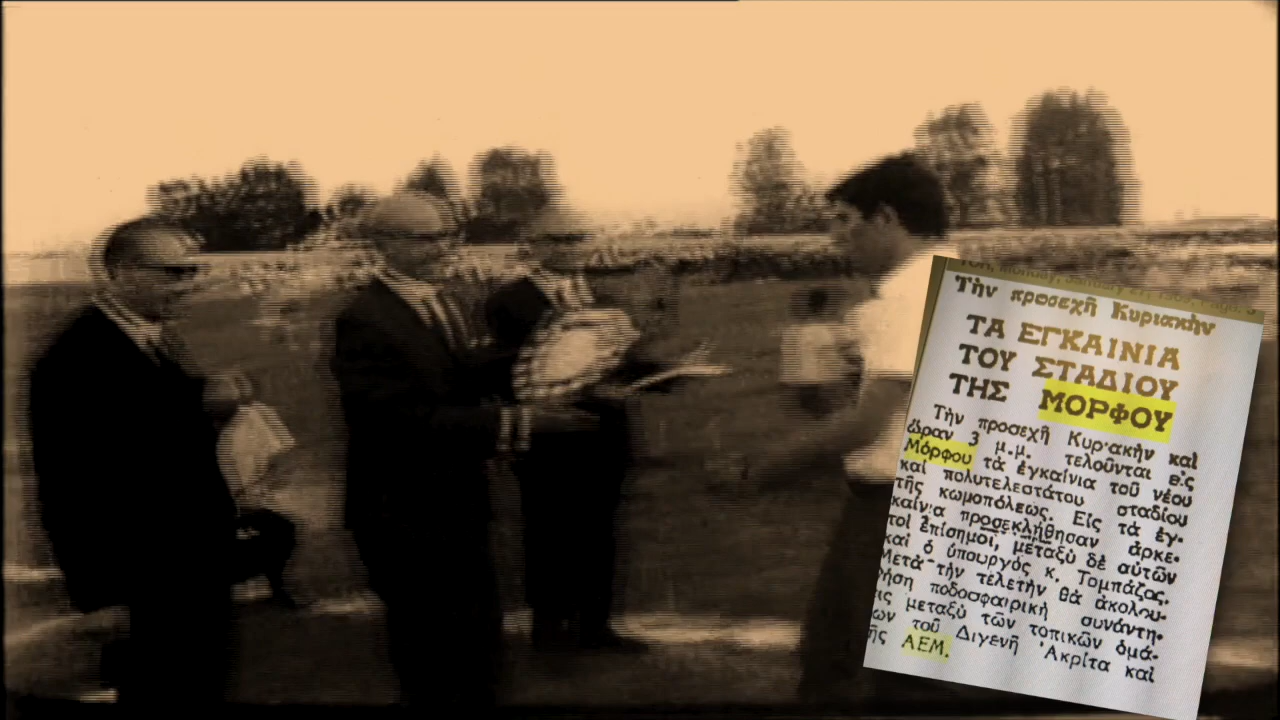 Τὴν προσεχῆ Κυριακὴν
ΤΑ ΕΓΚΑΙΝΙΑ
ΤΟΥ ΣΤΑΔΙΟΥ
ΤΗΣ ΜΟΡΦΟΥ
Τὴν προσεχῆ Κυριακὴν καὶ
ὥραν 3 μ.μ. τελοῦνται εἰς
Μόρφου τὰ ἐγκαίνια τοῦ νέου
καὶ πολυτελεστάτου σταδίου
τῆς κωμοπόλεως. Εἰς τὰ ἐγ-
καίνια προσεκλήθησαν ἀρκε-
τοὶ ἐπίσημοι, μεταξὺ δὲ αὐτῶν
καὶ ὁ ὑπουργὸς κ. Τομπάζος.
Μετὰ τὴν τελετὴν θὰ ἀκολου-
θήση ποδοσφαιρικὴ συνάντη-
ις μεταξὺ τῶν τοπικῶν ὁμά-
ων τοῦ Διγενῆ Ἀκρίτα καὶ
ῆς ΑΕΜ.